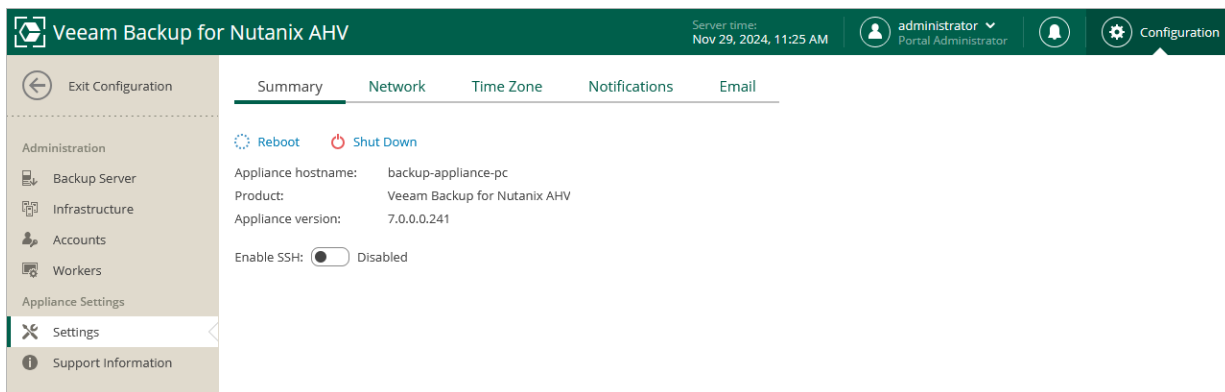 Veeam Backup for Nutanix AHV
Server time:
Nov 29, 2024, 11:25 AM
administrator
Portal Administrator
Configuration
Exit Configuration
Administration
Backup Server
Infrastructure
Accounts
Workers
Appliance Settings
Settings
Support Information
Summary Network Time Zone Notifications Email
Reboot Shut Down
Appliance hostname: backup-appliance-pc
Product: Veeam Backup for Nutanix AHV
Appliance version: 7.0.0.0.241
Enable SSH: Disabled